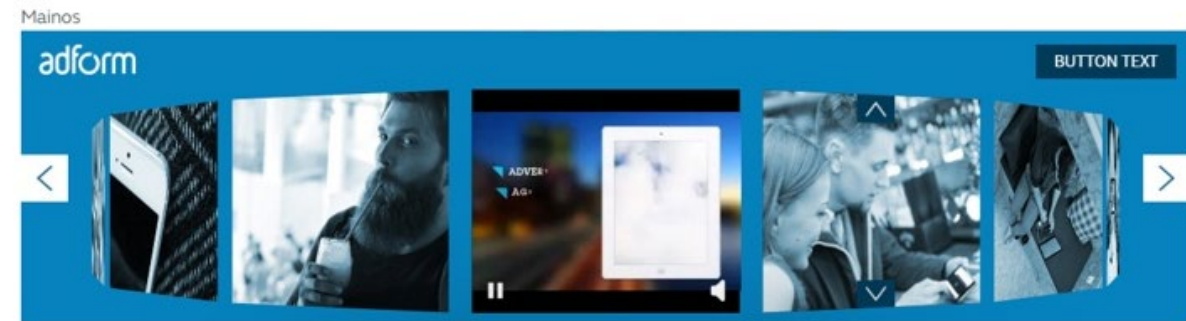 Mainos
adform
BUTTON TEXT
ADVER
AG